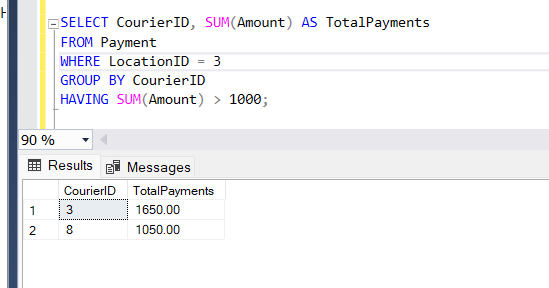 SELECT CourierID, SUM(Amount) AS TotalPayments
FROM Payment
WHERE LocationID = 3
GROUP BY CourierID
HAVING SUM(Amount) > 1000;
90 %
Results Messages
CourierID TotalPayments
1 3 1650.00
2 8 1050.00